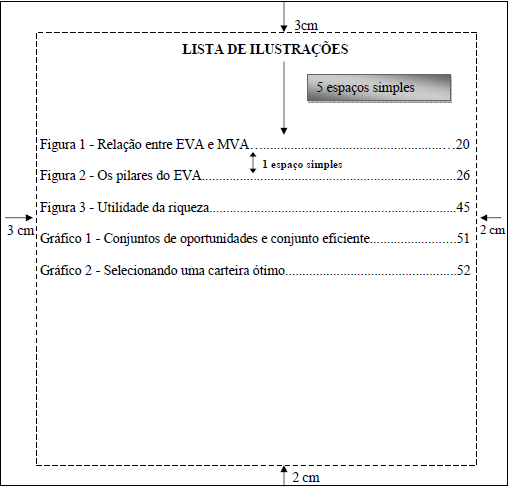 3cm
LISTA DE ILUSTRAÇÕES
5 espaços simples
Figura 1 - Relação entre EVA e MVA.........................................................20
1 espaço simples
Figura 2 - Os pilares do EVA...........................................................................26
Figura 3 - Utilidade da riqueza.........................................................................45
3 cm
2 cm
Gráfico 1 - Conjuntos de oportunidades e conjunto eficiente.........................51
Gráfico 2 - Selecionando uma carteira ótimo..................................................52
2 cm